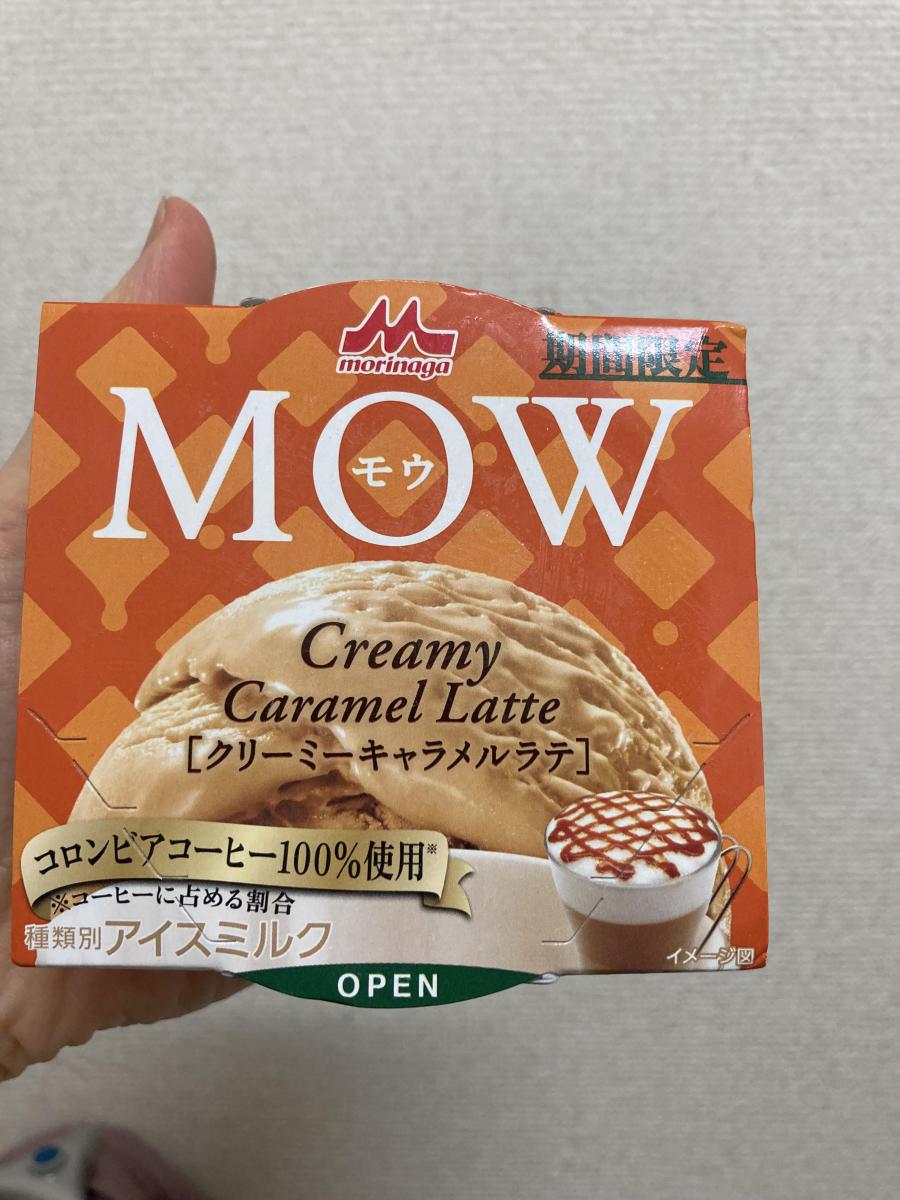 morinaga
期間限定
MOW
モウ
Creamy
Caramel Latte
[クリーミーキャラメルラテ]
コロンビアコーヒー100%使用※
※コーヒーに占める割合
種類別アイスミルク
イメージ図
OPEN